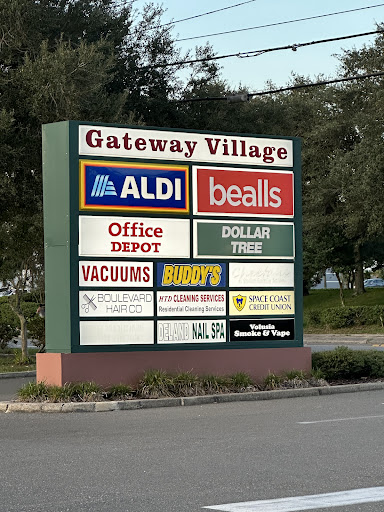 Gateway Village
ALDI
bealls
Office
DEPOT
DOLLAR
TREE
VACUUMS
BUDDY'S
BOULEVARD
HAIR CO
HTD CLEANING SERVICES
Residential Cleaning Services
SPACE COAST
CREDIT UNION
DELAND NAIL SPA
Volusia
Smoke & Vape